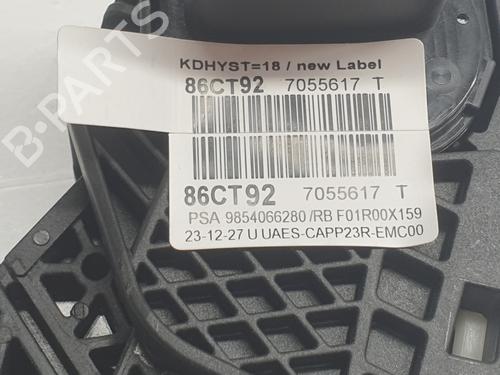 KDHYST=18 / new Label
86CT92 7055617 T
86CT92 7055617 T
PSA 9854066280 /RB F01R00X159
23-12-27 U UAES-CAPP23R-EMC00
B-PARTS